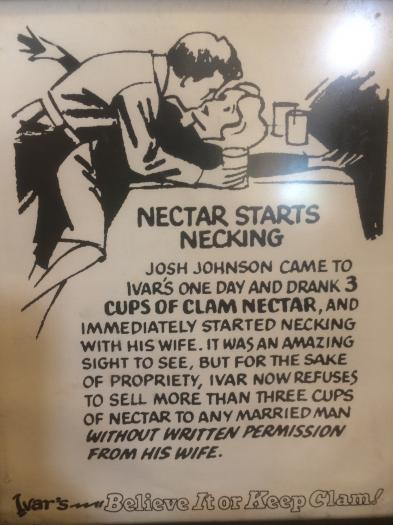 NECTAR STARTS
NECKING
JOSH JOHNSON CAME TO
IVAR'S ONE DAY AND DRANK 3
CUPS OF CLAM NECTAR, AND
IMMEDIATELY STARTED NECKING
WITH HIS WIFE. IT WAS AN AMAZING
SIGHT TO SEE, BUT FOR THE SAKE
OF PROPRIETY, IVAR NOW REFUSES
TO SELL MORE THAN THREE CUPS
OF NECTAR TO ANY MARRIED MAN
WITHOUT WRITTEN PERMISSION
FROM HIS WIFE.
Ivar's Believe It or Keep Clam!